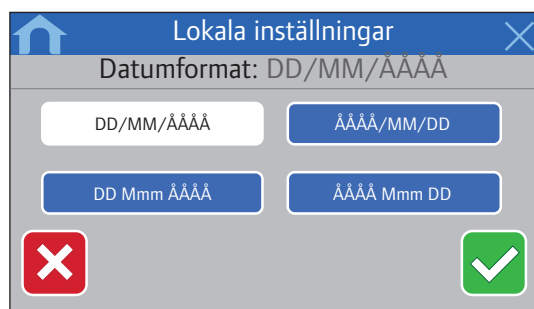 Lokala inställningar
Datumformat: DD/MM/ÅÅÅÅ
DD/MM/ÅÅÅÅ
ÅÅÅÅ/MM/DD
DD Mmm ÅÅÅÅ
ÅÅÅÅ Mmm DD